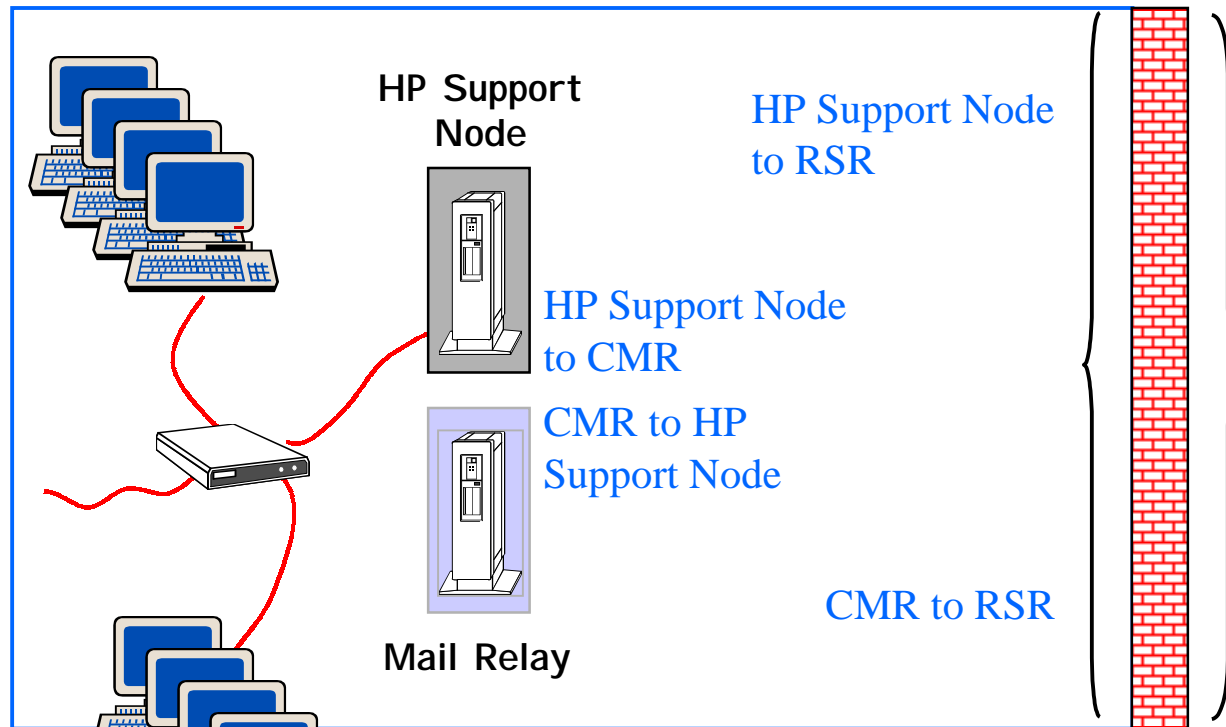 HP Support
Node
HP Support Node
to RSR
HP Support Node
to CMR
CMR to HP
Support Node
CMR to RSR
Mail Relay